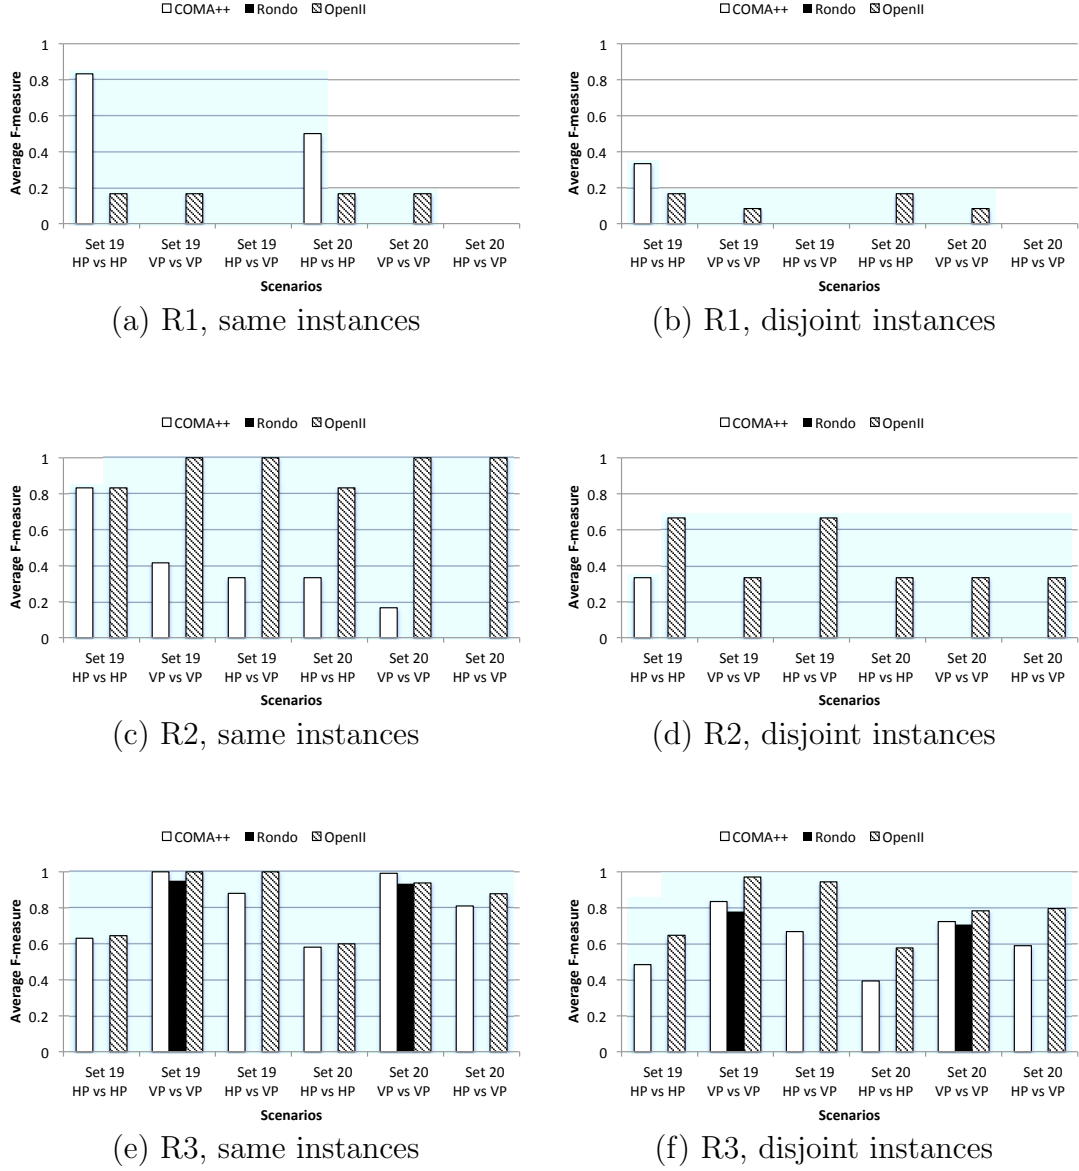 COMA++ Rondo OpenII
Average F-measure
1
0.8
0.6
0.4
0.2
0
Set 19 Set 19 Set 19 Set 20 Set 20 Set 20
HP vs HP VP vs VP HP vs VP HP vs HP VP vs VP HP vs VP
Scenarios
(a) R1, same instances
COMA++ Rondo OpenII
Average F-measure
1
0.8
0.6
0.4
0.2
0
Set 19 Set 19 Set 19 Set 20 Set 20 Set 20
HP vs HP VP vs VP HP vs VP HP vs HP VP vs VP HP vs VP
Scenarios
(b) R1, disjoint instances
COMA++ Rondo OpenII
Average F-measure
1
0.8
0.6
0.4
0.2
0
Set 19 Set 19 Set 19 Set 20 Set 20 Set 20
HP vs HP VP vs VP HP vs VP HP vs HP VP vs VP HP vs VP
Scenarios
(c) R2, same instances
COMA++ Rondo OpenII
Average F-measure
1
0.8
0.6
0.4
0.2
0
Set 19 Set 19 Set 19 Set 20 Set 20 Set 20
HP vs HP VP vs VP HP vs VP HP vs HP VP vs VP HP vs VP
Scenarios
(d) R2, disjoint instances
COMA++ Rondo OpenII
Average F-measure
1
0.8
0.6
0.4
0.2
0
Set 19 Set 19 Set 19 Set 20 Set 20 Set 20
HP vs HP VP vs VP HP vs VP HP vs HP VP vs VP HP vs VP
Scenarios
(e) R3, same instances
COMA++ Rondo OpenII
Average F-measure
1
0.8
0.6
0.4
0.2
0
Set 19 Set 19 Set 19 Set 20 Set 20 Set 20
HP vs HP VP vs VP HP vs VP HP vs HP VP vs VP HP vs VP
Scenarios
(f) R3, disjoint instances